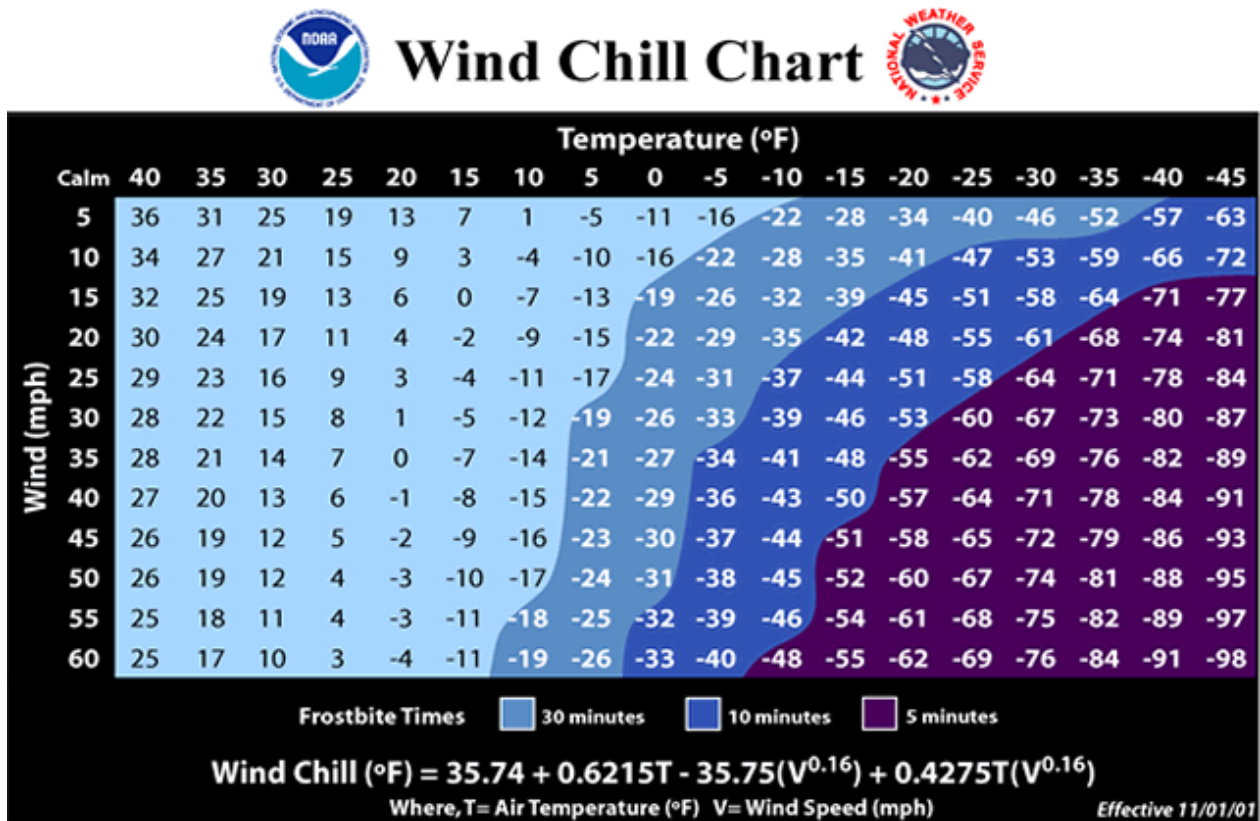 NOAA
NATIONAL OCEANIC AND ATMOSPHERIC ADMINISTRATION
U.S. DEPARTMENT OF COMMERCE
Wind Chill Chart
NATIONAL WEATHER SERVICE
Temperature (ºF)
Calm 40 35 30 25 20 15 10 5 0 -5 -10 -15 -20 -25 -30 -35 -40 -45
Wind (mph)
5 36 31 25 19 13 7 1 -5 -11 -16 -22 -28 -34 -40 -46 -52 -57 -63
10 34 27 21 15 9 3 -4 -10 -16 -22 -28 -35 -41 -47 -53 -59 -66 -72
15 32 25 19 13 6 0 -7 -13 -19 -26 -32 -39 -45 -51 -58 -64 -71 -77
20 30 24 17 11 4 -2 -9 -15 -22 -29 -35 -42 -48 -55 -61 -68 -74 -81
25 29 23 16 9 3 -4 -11 -17 -24 -31 -37 -44 -51 -58 -64 -71 -78 -84
30 28 22 15 8 1 -5 -12 -19 -26 -33 -39 -46 -53 -60 -67 -73 -80 -87
35 28 21 14 7 0 -7 -14 -21 -27 -34 -41 -48 -55 -62 -69 -76 -82 -89
40 27 20 13 6 -1 -8 -15 -22 -29 -36 -43 -50 -57 -64 -71 -78 -84 -91
45 26 19 12 5 -2 -9 -16 -23 -30 -37 -44 -51 -58 -65 -72 -79 -86 -93
50 26 19 12 4 -3 -10 -17 -24 -31 -38 -45 -52 -60 -67 -74 -81 -88 -95
55 25 18 11 4 -3 -11 -18 -25 -32 -39 -46 -54 -61 -68 -75 -82 -89 -97
60 25 17 10 3 -4 -11 -19 -26 -33 -40 -48 -55 -62 -69 -76 -84 -91 -98
Frostbite Times 30 minutes 10 minutes 5 minutes
Wind Chill (ºF) = 35.74 + 0.6215T - 35.75(V⁰·¹⁶) + 0.4275T(V⁰·¹⁶)
Where, T= Air Temperature (ºF) V= Wind Speed (mph) Effective 11/01/01